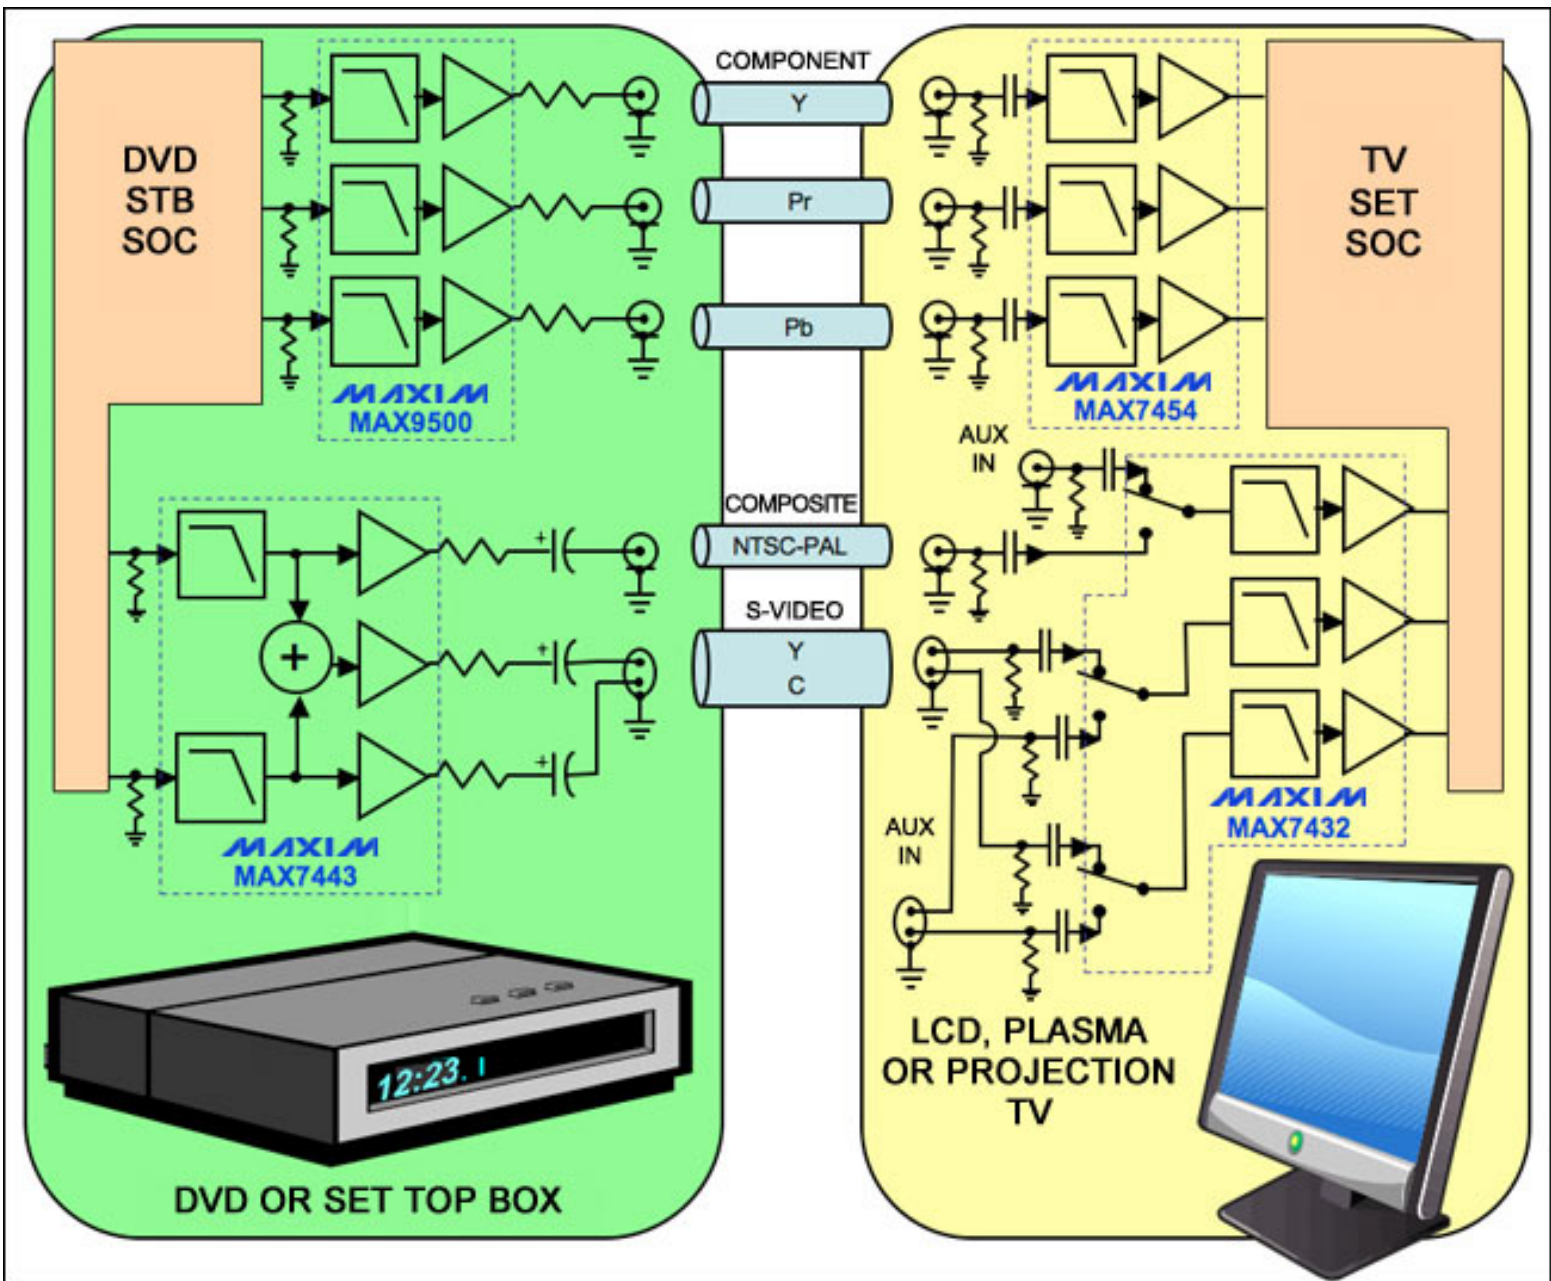 COMPONENT
Y
Pr
Pb
DVD
STB
SOC
TV
SET
SOC
MAXIM
MAX9500
MAXIM
MAX7454
AUX
IN
COMPOSITE
NTSC-PAL
S-VIDEO
Y
C
+
+
+
+
MAXIM
MAX7443
MAXIM
MAX7432
AUX
IN
12:23.
LCD, PLASMA
OR PROJECTION
TV
DVD OR SET TOP BOX